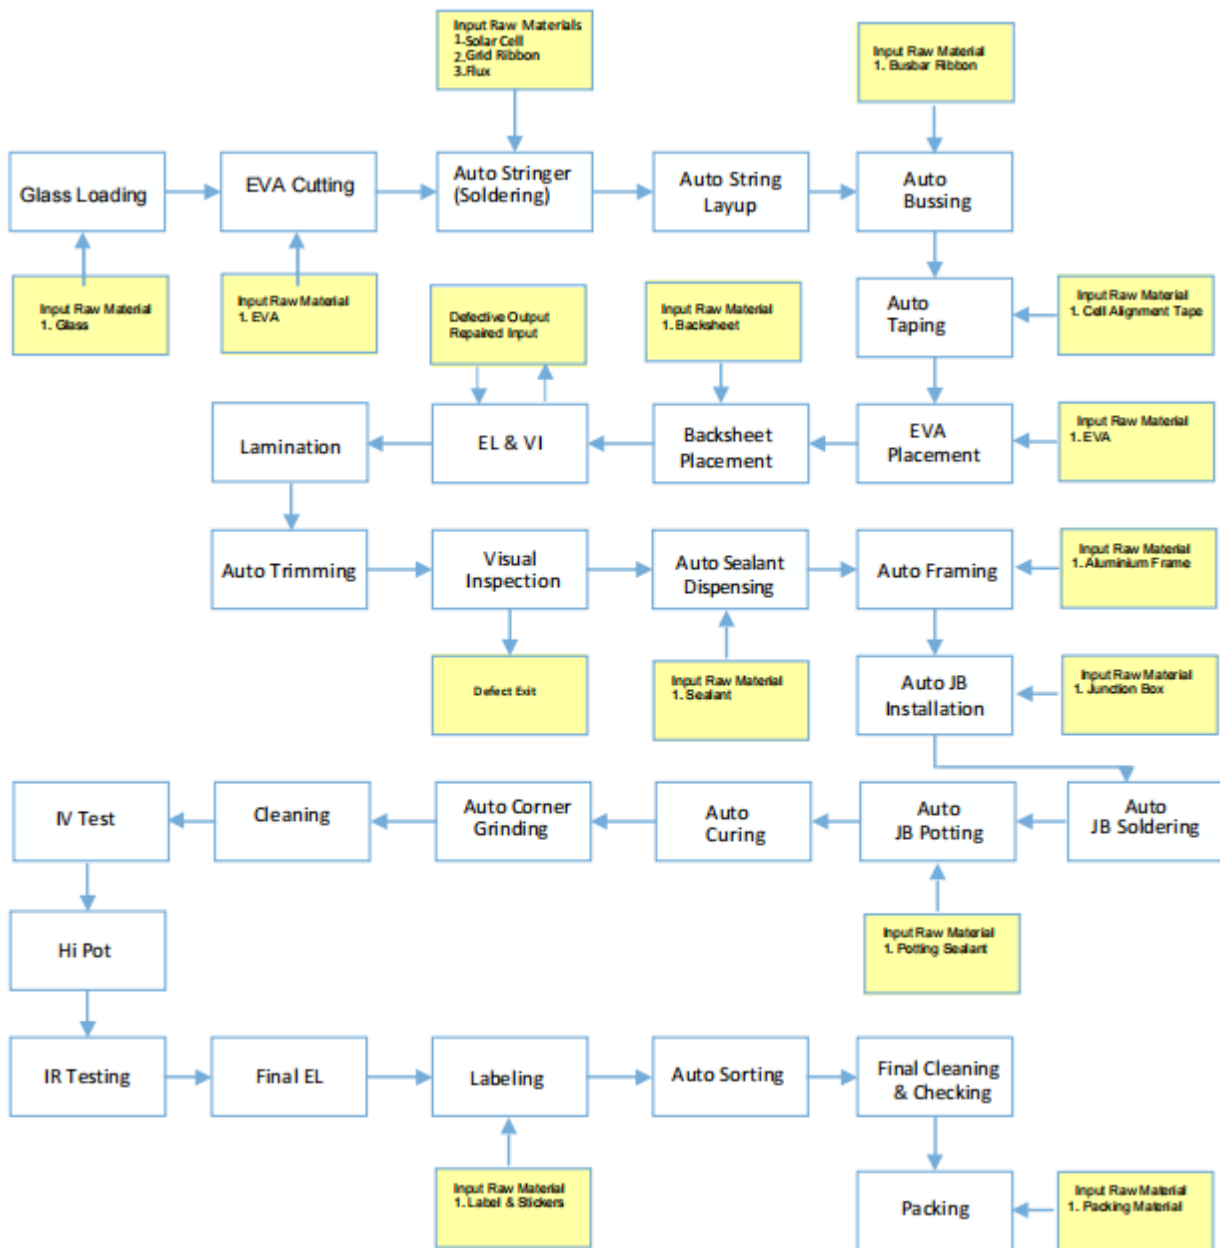 Input Raw Materials
1. Solar Cell
2. Grid Ribbon
3. Flux
Input Raw Material
1. Busbar Ribbon
Glass Loading
EVA Cutting
Auto Stringer
(Soldering)
Auto String
Layup
Auto
Bussing
Input Raw Material
1. Glass
Input Raw Material
1. EVA
Defective Output
Repaired Input
Input Raw Material
1. Backsheet
Auto
Taping
Input Raw Material
1. Cell Alignment Tape
Lamination
EL & VI
Backsheet
Placement
EVA
Placement
Input Raw Material
1. EVA
Auto Trimming
Visual
Inspection
Auto Sealant
Dispensing
Auto Framing
Input Raw Material
1. Aluminium Frame
Defect Exit
Input Raw Material
1. Sealant
Auto JB
Installation
Input Raw Material
1. Junction Box
IV Test
Cleaning
Auto Corner
Grinding
Auto
Curing
Auto
JB Potting
Auto
JB Soldering
Hi Pot
Input Raw Material
1. Potting Sealant
IR Testing
Final EL
Labeling
Auto Sorting
Final Cleaning
& Checking
Input Raw Material
1. Label & Stickers
Packing
Input Raw Material
1. Packing Material